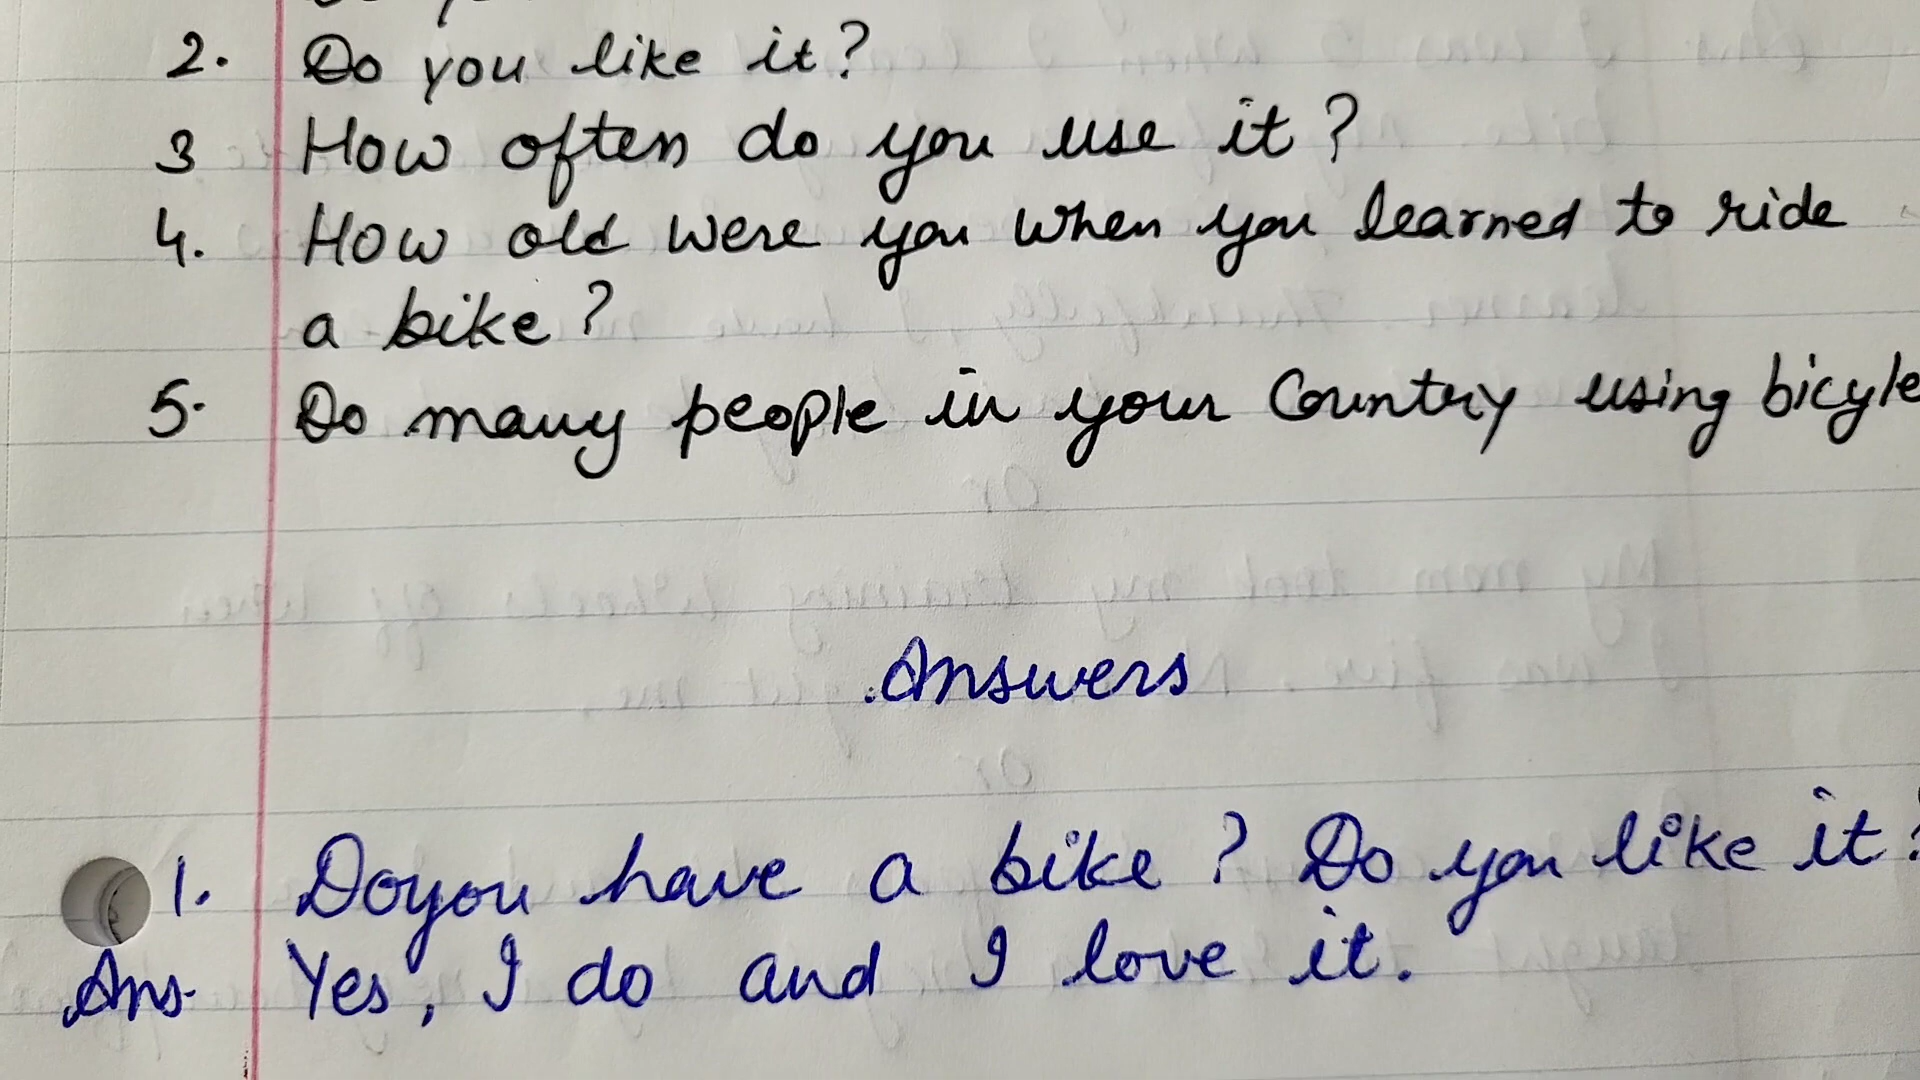 2. Do you like it?
3 How often do you use it?
4. How old were you when you learned to ride
a bike?
5. Do many people in your Country using bicyle
Answers
1. Doyou have a bike? Do you like it?
Ans. Yes, I do and I love it.